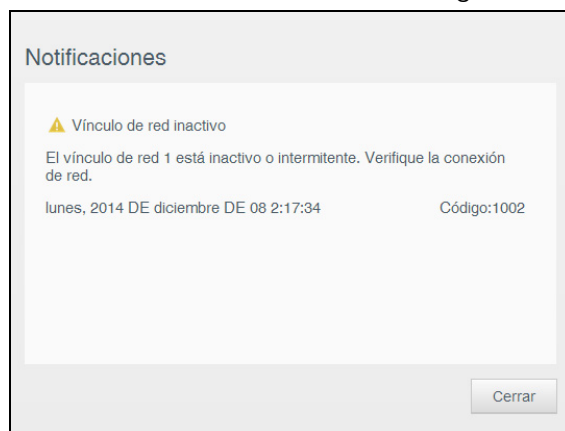 Notificaciones
Vínculo de red inactivo
El vínculo de red 1 está inactivo o intermitente. Verifique la conexión
de red.
lunes, 2014 DE diciembre DE 08 2:17:34 Código:1002
Cerrar